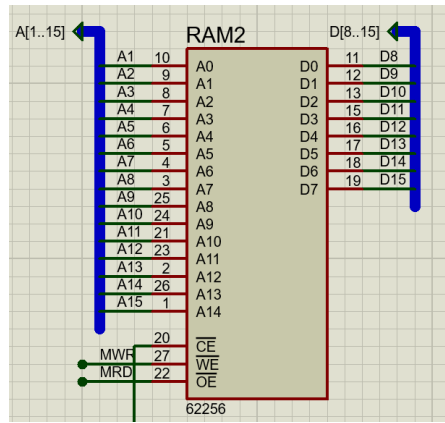 A[1..15] RAM2 D[8..15]
A1 10 A0 D0 11 D8
A2 9 A1 D1 12 D9
A3 8 A2 D2 13 D10
A4 7 A3 D3 15 D11
A5 6 A4 D4 16 D12
A6 5 A5 D5 17 D13
A7 4 A6 D6 18 D14
A8 3 A7 D7 19 D15
A9 25 A8
A10 24 A9
A11 21 A10
A12 23 A11
A13 2 A12
A14 26 A13
A15 1 A14
20 CE
MWR 27 WE
MRD 22 OE
62256